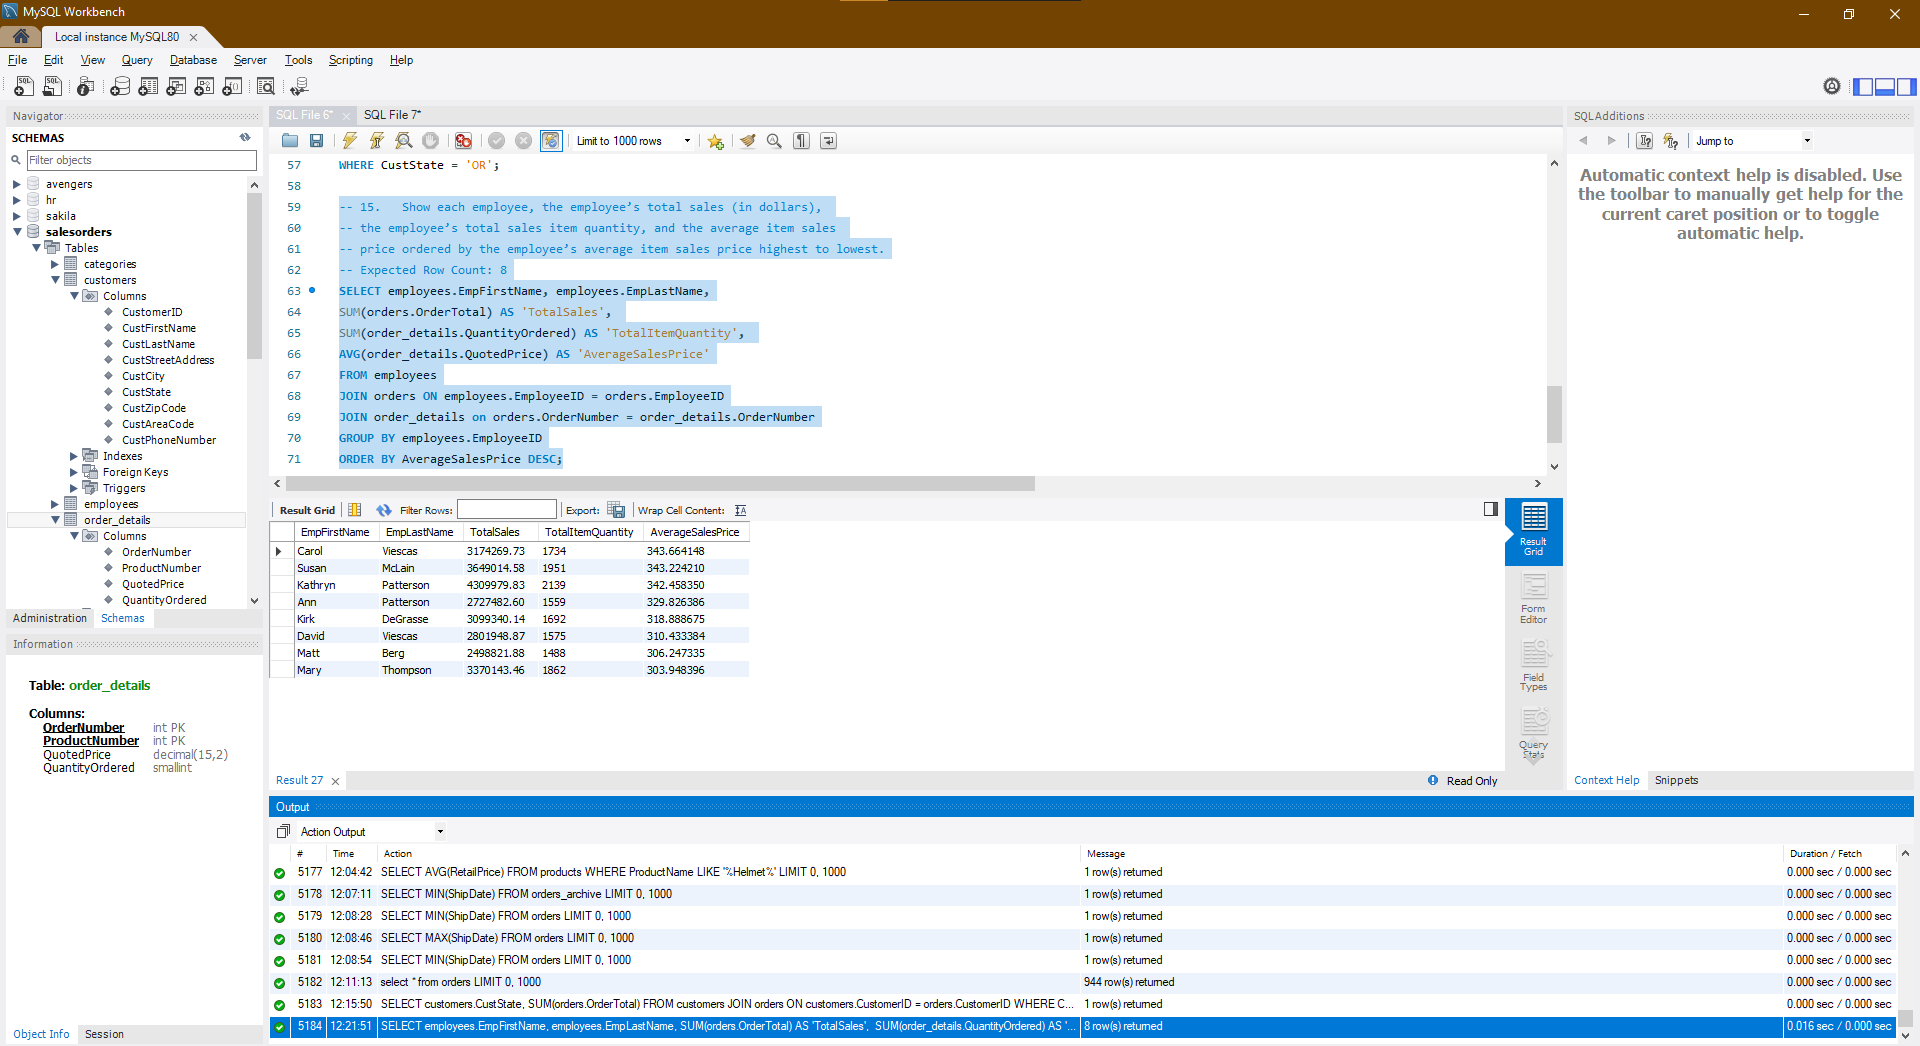 MySQL Workbench
Local instance MySQL80
File Edit View Query Database Server Tools Scripting Help
Navigator
SCHEMAS
Filter objects
avengers
hr
sakila
salesorders
Tables
categories
customers
Columns
CustomerID
CustFirstName
CustLastName
CustStreetAddress
CustCity
CustState
CustZipCode
CustAreaCode
CustPhoneNumber
Indexes
Foreign Keys
Triggers
employees
order_details
Columns
OrderNumber
ProductNumber
QuotedPrice
QuantityOrdered
Administration Schemas
Information
Table: order_details
Columns:
OrderNumber int PK
ProductNumber int PK
QuotedPrice decimal(15,2)
QuantityOrdered smallint
Object Info Session
SQL File 6* SQL File 7*
Limit to 1000 rows
57 WHERE CustState = 'OR';
58
59 -- 15. Show each employee, the employee’s total sales (in dollars),
60 -- the employee’s total sales item quantity, and the average item sales
61 -- price ordered by the employee’s average item sales price highest to lowest.
62 -- Expected Row Count: 8
63 SELECT employees.EmpFirstName, employees.EmpLastName,
64 SUM(orders.OrderTotal) AS 'TotalSales',
65 SUM(order_details.QuantityOrdered) AS 'TotalItemQuantity',
66 AVG(order_details.QuotedPrice) AS 'AverageSalesPrice'
67 FROM employees
68 JOIN orders ON employees.EmployeeID = orders.EmployeeID
69 JOIN order_details on orders.OrderNumber = order_details.OrderNumber
70 GROUP BY employees.EmployeeID
71 ORDER BY AverageSalesPrice DESC;
Result Grid Filter Rows: Export: Wrap Cell Content:
EmpFirstName EmpLastName TotalSales TotalItemQuantity AverageSalesPrice
Carol Viescas 3174269.73 1734 343.664148
Susan McLain 3649014.58 1951 343.224210
Kathryn Patterson 4309979.83 2139 342.458350
Ann Patterson 2727482.60 1559 329.826386
Kirk DeGrasse 3099340.14 1692 318.888675
David Viescas 2801948.87 1575 310.433384
Matt Berg 2498821.88 1488 306.247335
Mary Thompson 3370143.46 1862 303.948396
Result Grid
Form Editor
Field Types
Query Stats
Result 27
Read Only
SQLAdditions
Jump to
Automatic context help is disabled. Use
the toolbar to manually get help for the
current caret position or to toggle
automatic help.
Context Help Snippets
Output
Action Output
# Time Action Message Duration / Fetch
5177 12:04:42 SELECT AVG(RetailPrice) FROM products WHERE ProductName LIKE '%Helmet%' LIMIT 0, 1000 1 row(s) returned 0.000 sec / 0.000 sec
5178 12:07:11 SELECT MIN(ShipDate) FROM orders_archive LIMIT 0, 1000 1 row(s) returned 0.000 sec / 0.000 sec
5179 12:08:28 SELECT MIN(ShipDate) FROM orders LIMIT 0, 1000 1 row(s) returned 0.000 sec / 0.000 sec
5180 12:08:46 SELECT MAX(ShipDate) FROM orders LIMIT 0, 1000 1 row(s) returned 0.000 sec / 0.000 sec
5181 12:08:54 SELECT MIN(ShipDate) FROM orders LIMIT 0, 1000 1 row(s) returned 0.000 sec / 0.000 sec
5182 12:11:13 select * from orders LIMIT 0, 1000 944 row(s) returned 0.000 sec / 0.000 sec
5183 12:15:50 SELECT customers.CustState, SUM(orders.OrderTotal) FROM customers JOIN orders ON customers.CustomerID = orders.CustomerID WHERE C... 1 row(s) returned 0.000 sec / 0.000 sec
5184 12:21:51 SELECT employees.EmpFirstName, employees.EmpLastName, SUM(orders.OrderTotal) AS 'TotalSales', SUM(order_details.QuantityOrdered) AS '... 8 row(s) returned 0.016 sec / 0.000 sec